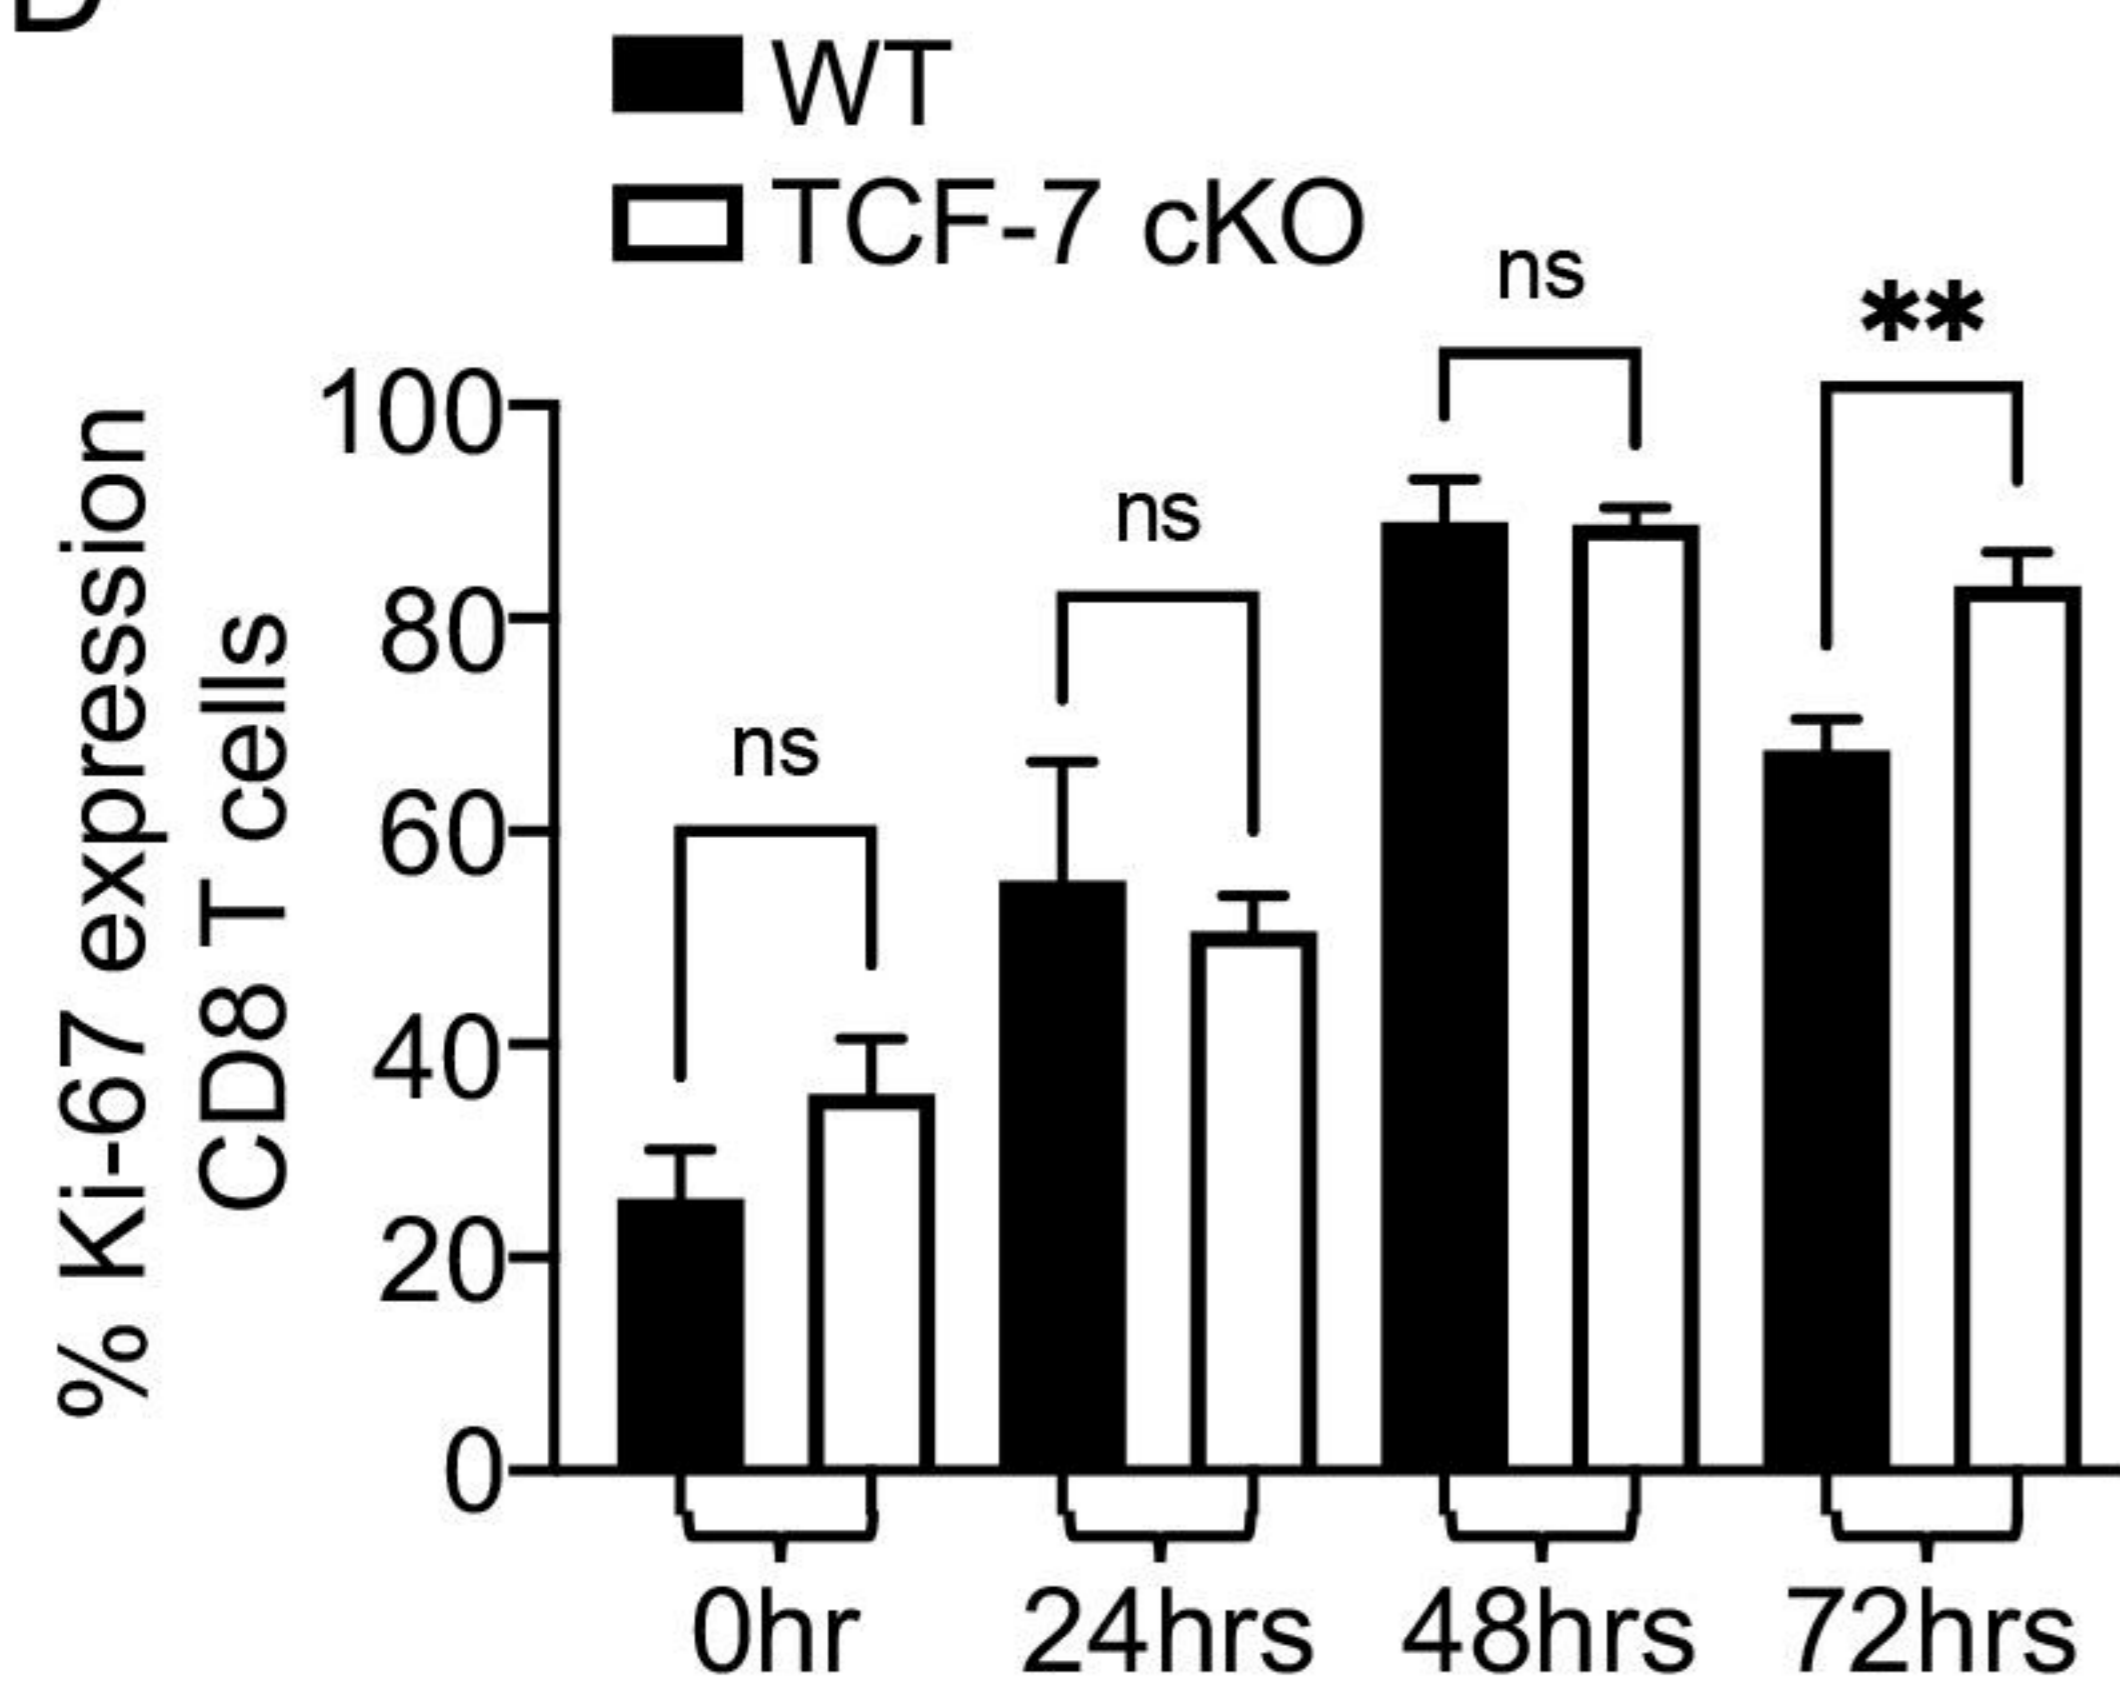 D
WT
TCF-7 cKO
ns
**
100
ns
80
ns
60
40
20
0
% Ki-67 expression
CD8 T cells
0hr
24hrs
48hrs
72hrs